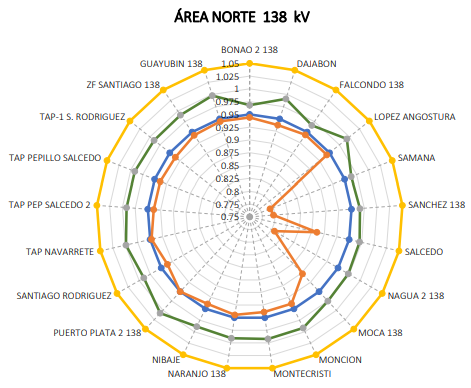 ÁREA NORTE 138 kV
BONAO 2 138
DAJABON
FALCONDO 138
LOPEZ ANGOSTURA
SAMANA
SANCHEZ 138
SALCEDO
NAGUA 2 138
MOCA 138
MONCION
MONTECRISTI
NARANJO 138
NIBAJE
PUERTO PLATA 2 138
SANTIAGO RODRIGUEZ
TAP NAVARRETE
TAP PEP SALCEDO 2
TAP PEPILLO SALCEDO
TAP-1 S. RODRIGUEZ
ZF SANTIAGO 138
GUAYUBIN 138
1.05
1.025
1
0.975
0.95
0.925
0.9
0.875
0.85
0.825
0.8
0.775
0.75